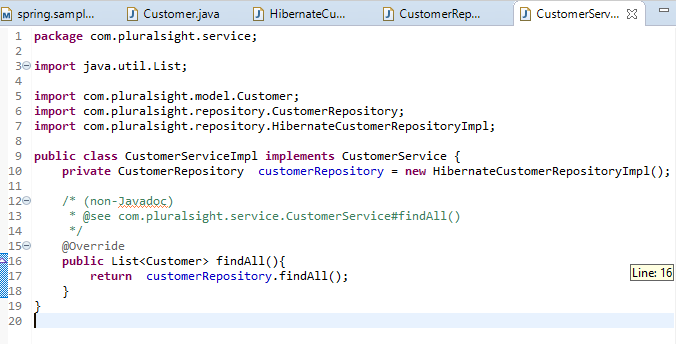 spring.sampl... Customer.java HibernateCu... CustomerRep... CustomerServ...
1 package com.pluralsight.service;
2
3 import java.util.List;
4
5 import com.pluralsight.model.Customer;
6 import com.pluralsight.repository.CustomerRepository;
7 import com.pluralsight.repository.HibernateCustomerRepositoryImpl;
8
9 public class CustomerServiceImpl implements CustomerService {
10 private CustomerRepository  customerRepository = new HibernateCustomerRepositoryImpl();
11
12 /* (non-Javadoc)
13 * @see com.pluralsight.service.CustomerService#findAll()
14 */
15 @Override
16 public List<Customer> findAll(){
17 return  customerRepository.findAll();
Line: 16
18 }
19 }
20